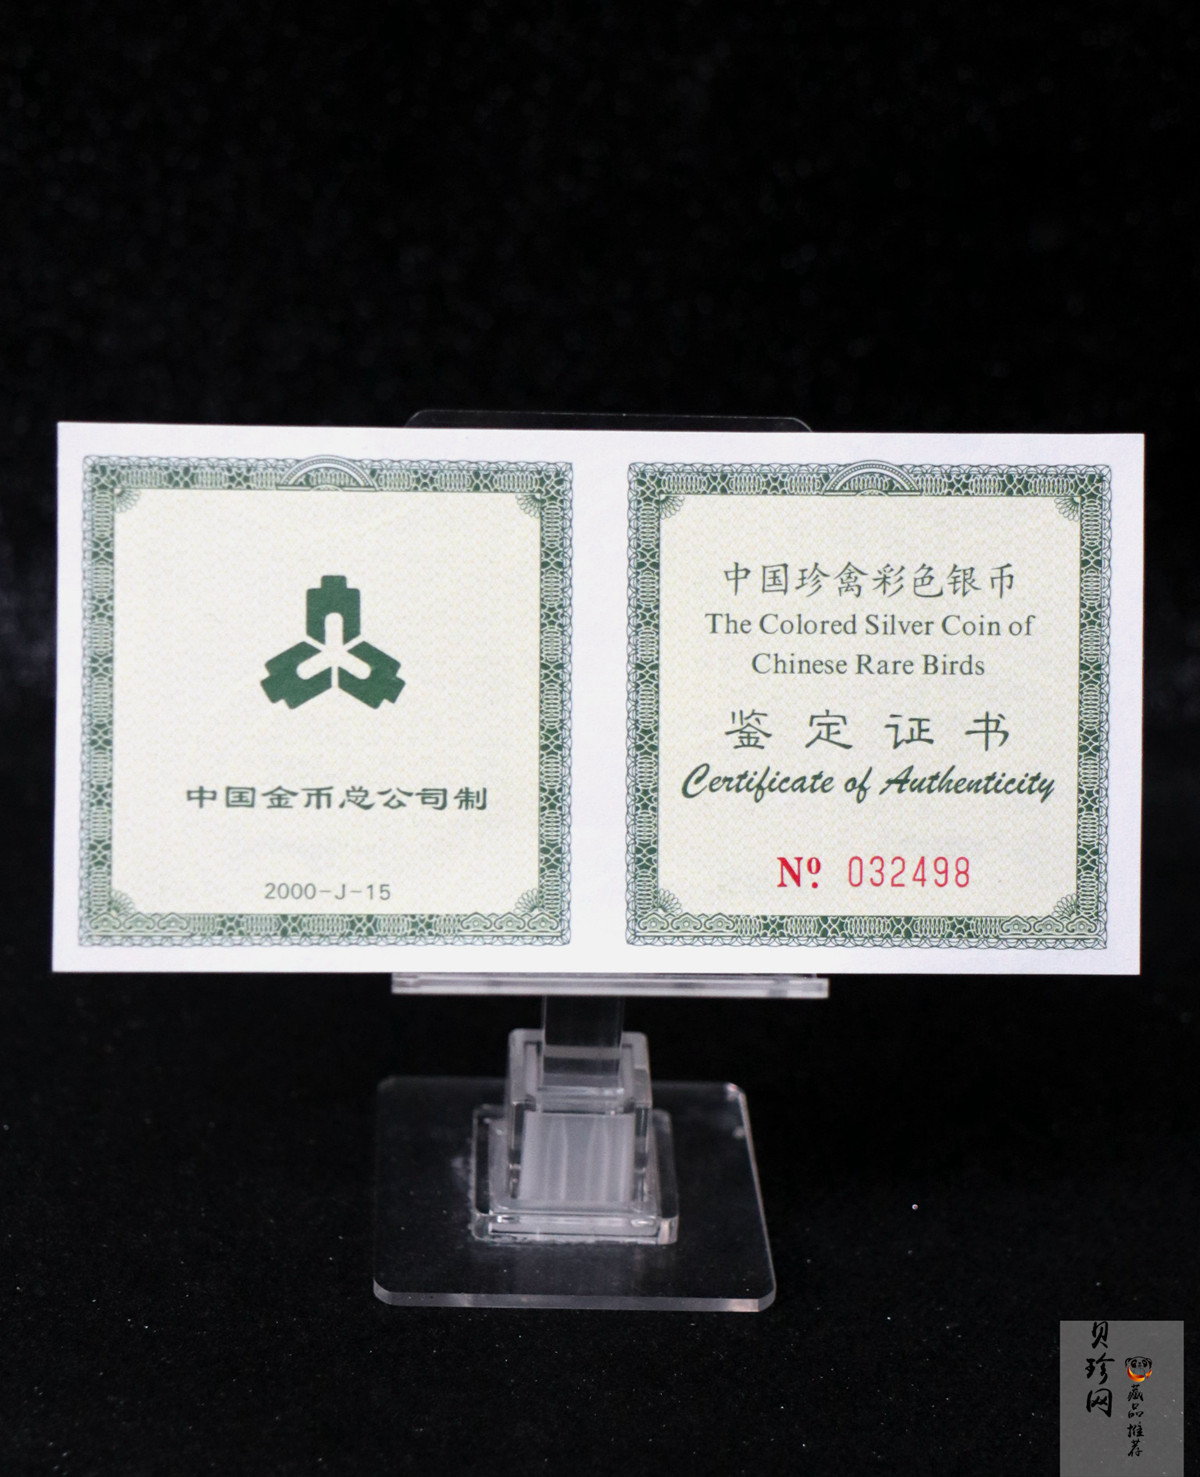 中国金币总公司制
2000-J-15
中国珍禽彩色银币
The Colored Silver Coin of
Chinese Rare Birds
鉴定证书
Certificate of Authenticity
Nº. 032498
贝珍网
藏品推荐